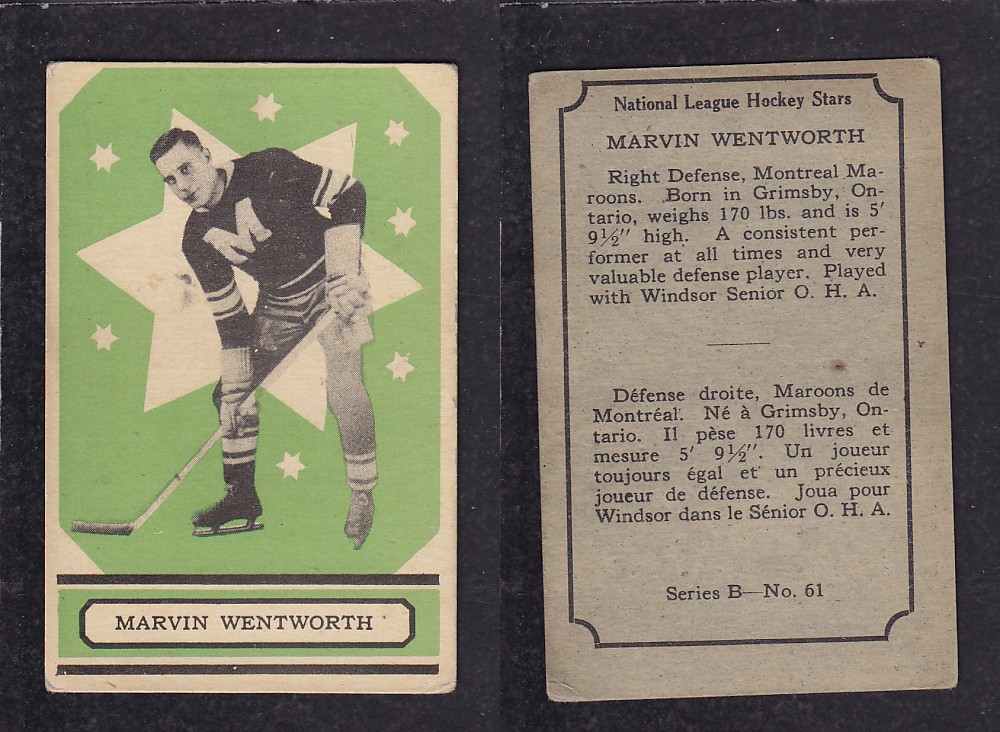 M
MARVIN WENTWORTH
National League Hockey Stars
MARVIN WENTWORTH
Right Defense, Montreal Ma-
roons. Born in Grimsby, On-
tario, weighs 170 lbs. and is 5'
9½" high. A consistent per-
former at all times and very
valuable defense player. Played
with Windsor Senior O. H. A.
Défense droite, Maroons de
Montréal. Né à Grimsby, On-
tario. Il pèse 170 livres et
mesure 5' 9½". Un joueur
toujours égal et un précieux
joueur de défense. Joua pour
Windsor dans le Sénior O. H. A.
Series B—No. 61